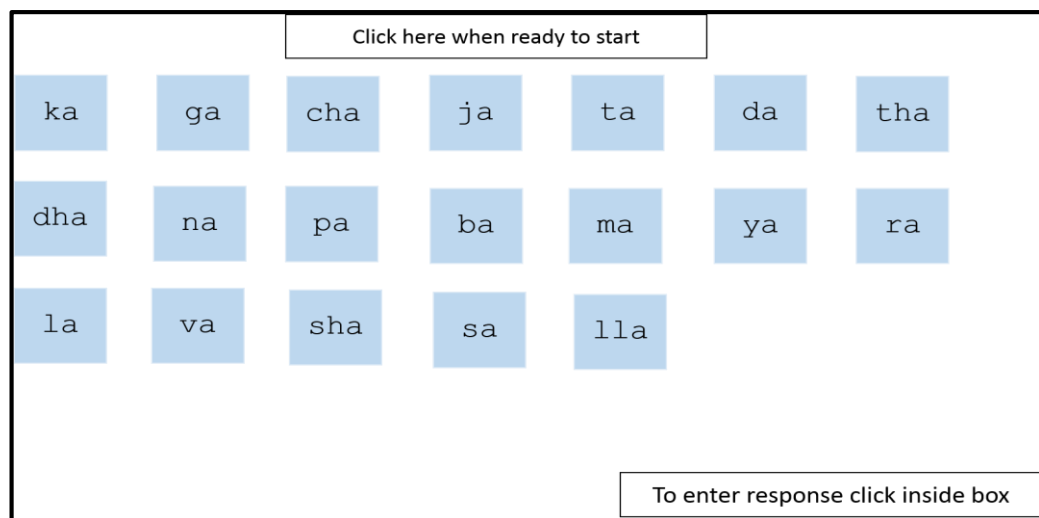 Click here when ready to start
ka ga cha ja ta da tha
dha na pa ba ma ya ra
la va sha sa lla
To enter response click inside box